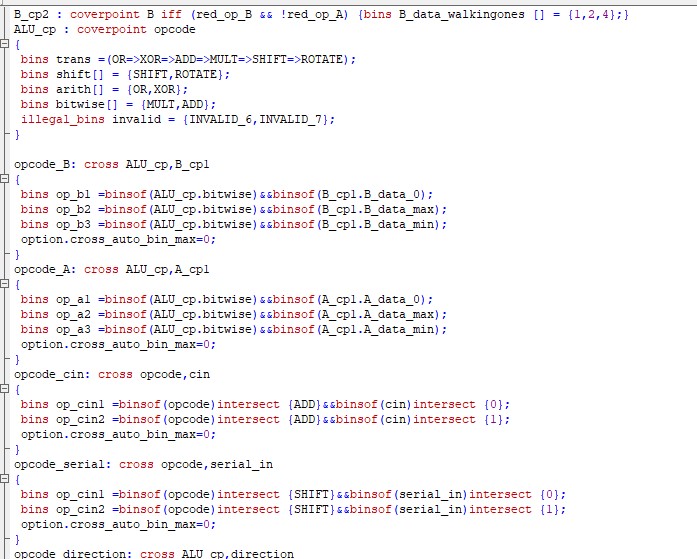 B_cp2 : coverpoint B iff (red_op_B && !red_op_A) {bins B_data_walkingones [] = {1,2,4};}
ALU_cp : coverpoint opcode
{
bins trans =(OR=>XOR=>ADD=>MULT=>SHIFT=>ROTATE);
bins shift[] = {SHIFT,ROTATE};
bins arith[] = {OR,XOR};
bins bitwise[] = {MULT,ADD};
illegal_bins invalid = {INVALID_6,INVALID_7};
}
opcode_B: cross ALU_cp,B_cp1
{
bins op_b1 =binsof(ALU_cp.bitwise)&&binsof(B_cp1.B_data_0);
bins op_b2 =binsof(ALU_cp.bitwise)&&binsof(B_cp1.B_data_max);
bins op_b3 =binsof(ALU_cp.bitwise)&&binsof(B_cp1.B_data_min);
option.cross_auto_bin_max=0;
}
opcode_A: cross ALU_cp,A_cp1
{
bins op_a1 =binsof(ALU_cp.bitwise)&&binsof(A_cp1.A_data_0);
bins op_a2 =binsof(ALU_cp.bitwise)&&binsof(A_cp1.A_data_max);
bins op_a3 =binsof(ALU_cp.bitwise)&&binsof(A_cp1.A_data_min);
option.cross_auto_bin_max=0;
}
opcode_cin: cross opcode,cin
{
bins op_cin1 =binsof(opcode)intersect {ADD}&&binsof(cin)intersect {0};
bins op_cin2 =binsof(opcode)intersect {ADD}&&binsof(cin)intersect {1};
option.cross_auto_bin_max=0;
}
opcode_serial: cross opcode,serial_in
{
bins op_cin1 =binsof(opcode)intersect {SHIFT}&&binsof(serial_in)intersect {0};
bins op_cin2 =binsof(opcode)intersect {SHIFT}&&binsof(serial_in)intersect {1};
option.cross_auto_bin_max=0;
}
opcode_direction: cross ALU_cp,direction